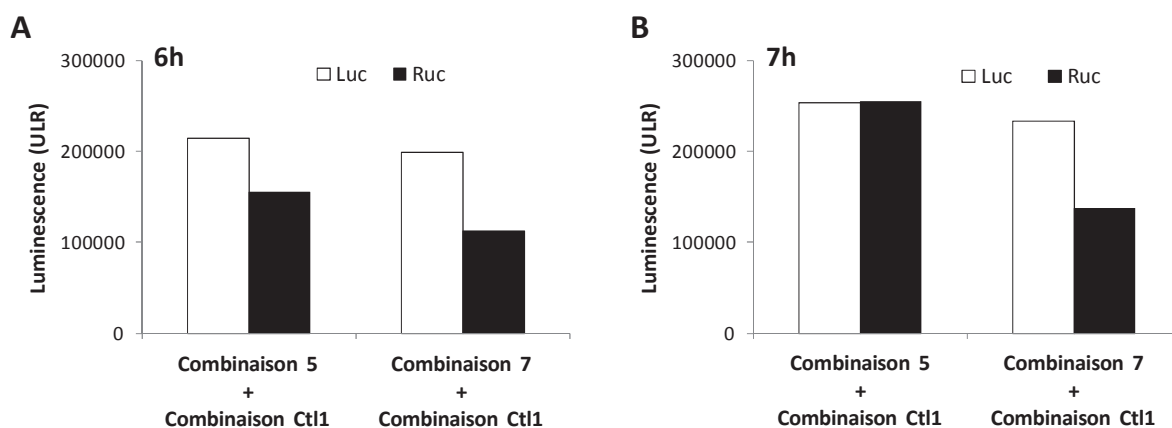 A
6h
Luc
Ruc
Luminescence (ULR)
300000
200000
100000
0
Combinaison 5
+
Combinaison Ctl1
Combinaison 7
+
Combinaison Ctl1
B
7h
Luc
Ruc
Luminescence (ULR)
300000
200000
100000
0
Combinaison 5
+
Combinaison Ctl1
Combinaison 7
+
Combinaison Ctl1